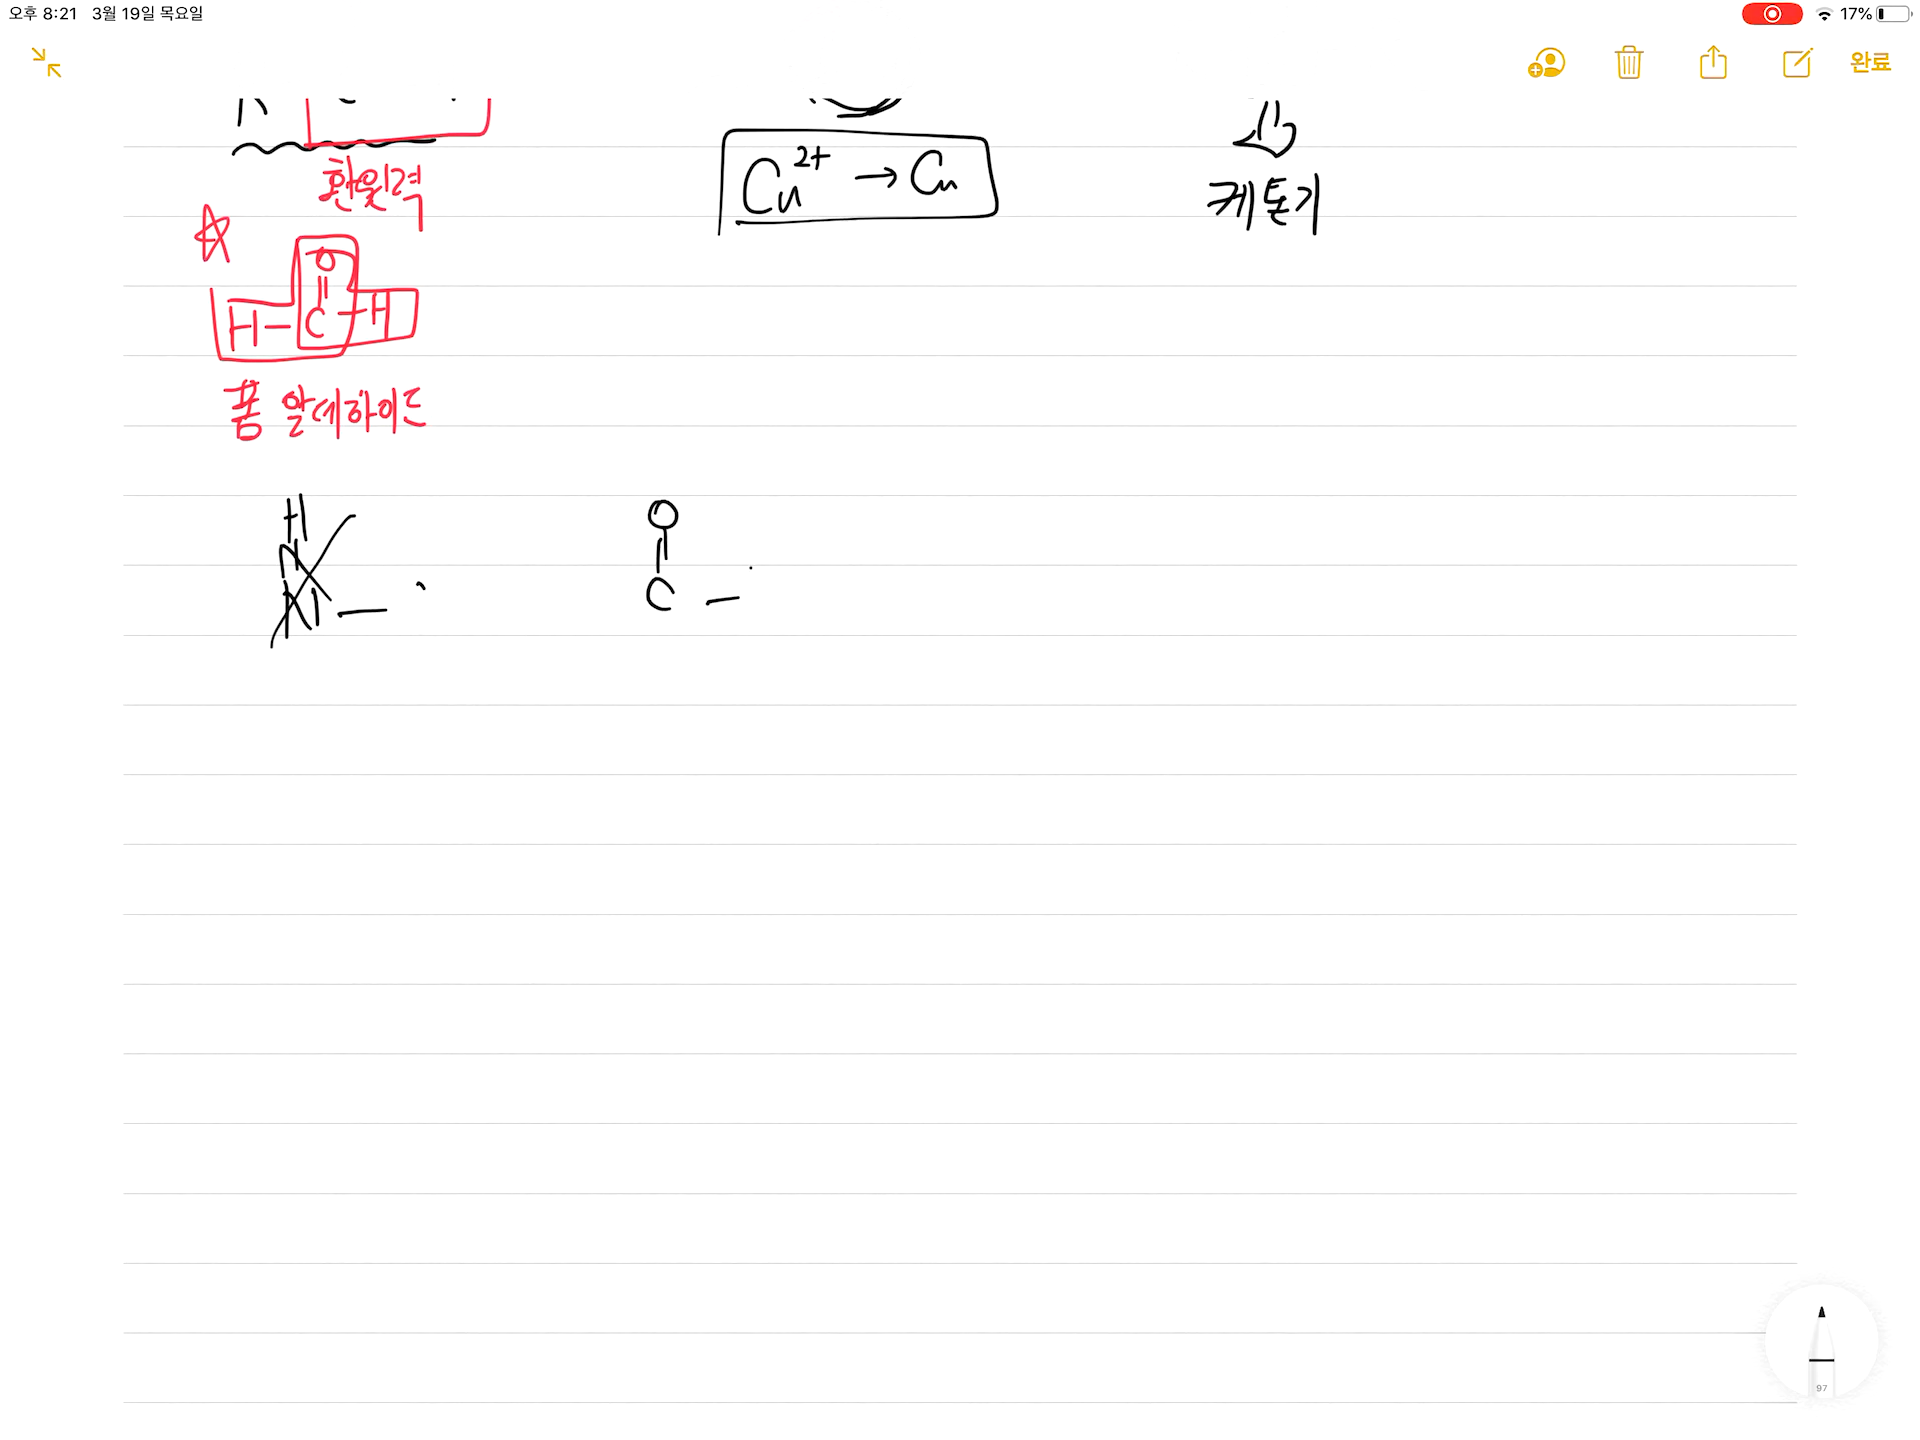 오후 8:21 3월 19일 목요일
17%
완료
환원력
Cu²⁺ → Cu
케톤기
O
H-C-H
폼 알데하이드
H
O
C -
97